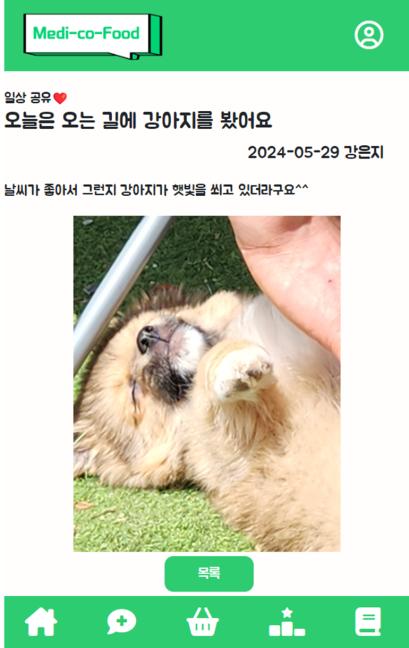 Medi-co-Food
일상 공유❤️
오늘은 오는 길에 강아지를 봤어요
2024-05-29 강은지
날씨가 좋아서 그런지 강아지가 햇빛을 쐬고 있더라구요^^
목록